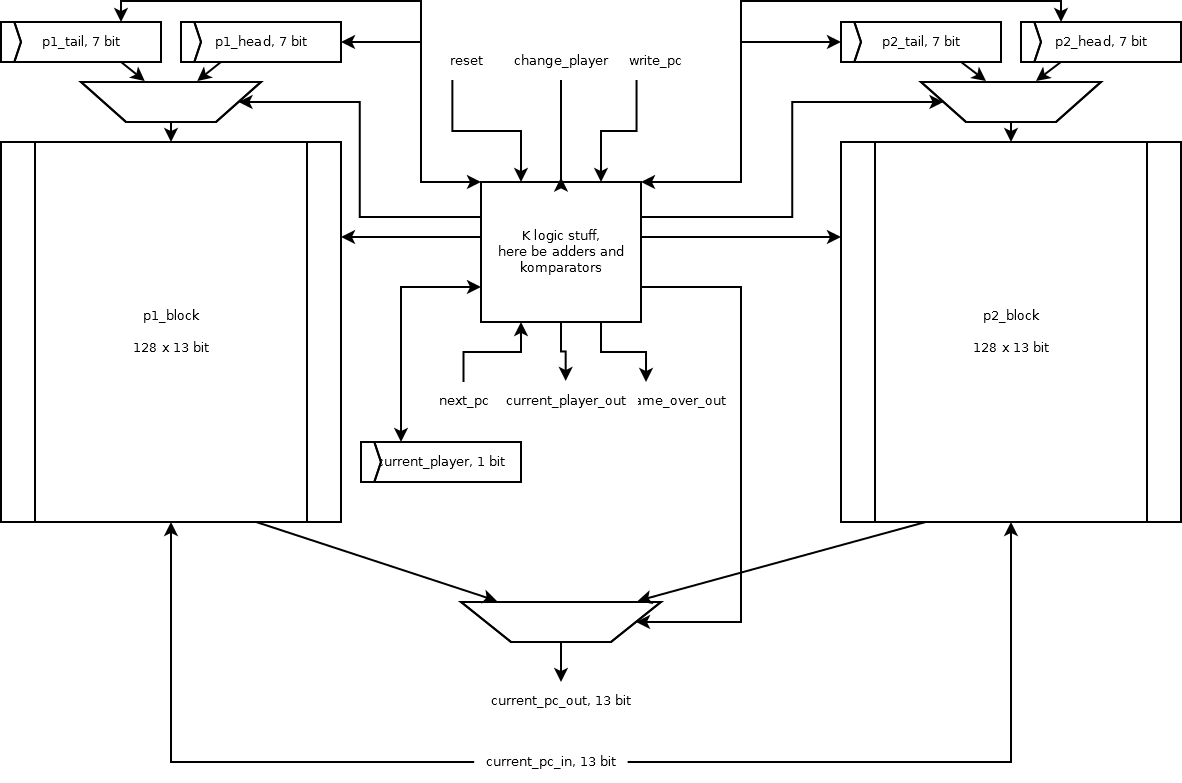 p1_tail, 7 bit
p1_head, 7 bit
p2_tail, 7 bit
p2_head, 7 bit
reset
change_player
write_pc
K logic stuff,
here be adders and
komparators
p1_block
128 x 13 bit
p2_block
128 x 13 bit
next_pc
current_player_out
ame_over_out
current_player, 1 bit
current_pc_out, 13 bit
current_pc_in, 13 bit